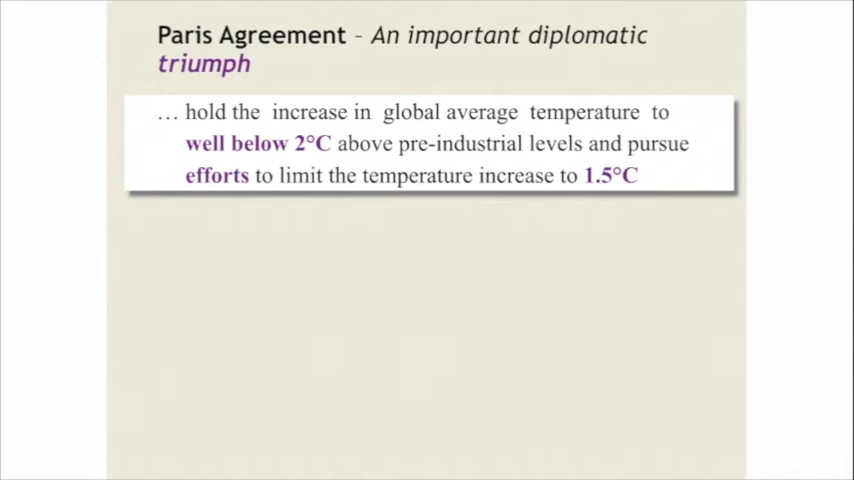 Paris Agreement – An important diplomatic
triumph
… hold the increase in global average temperature to
well below 2°C above pre-industrial levels and pursue
efforts to limit the temperature increase to 1.5°C